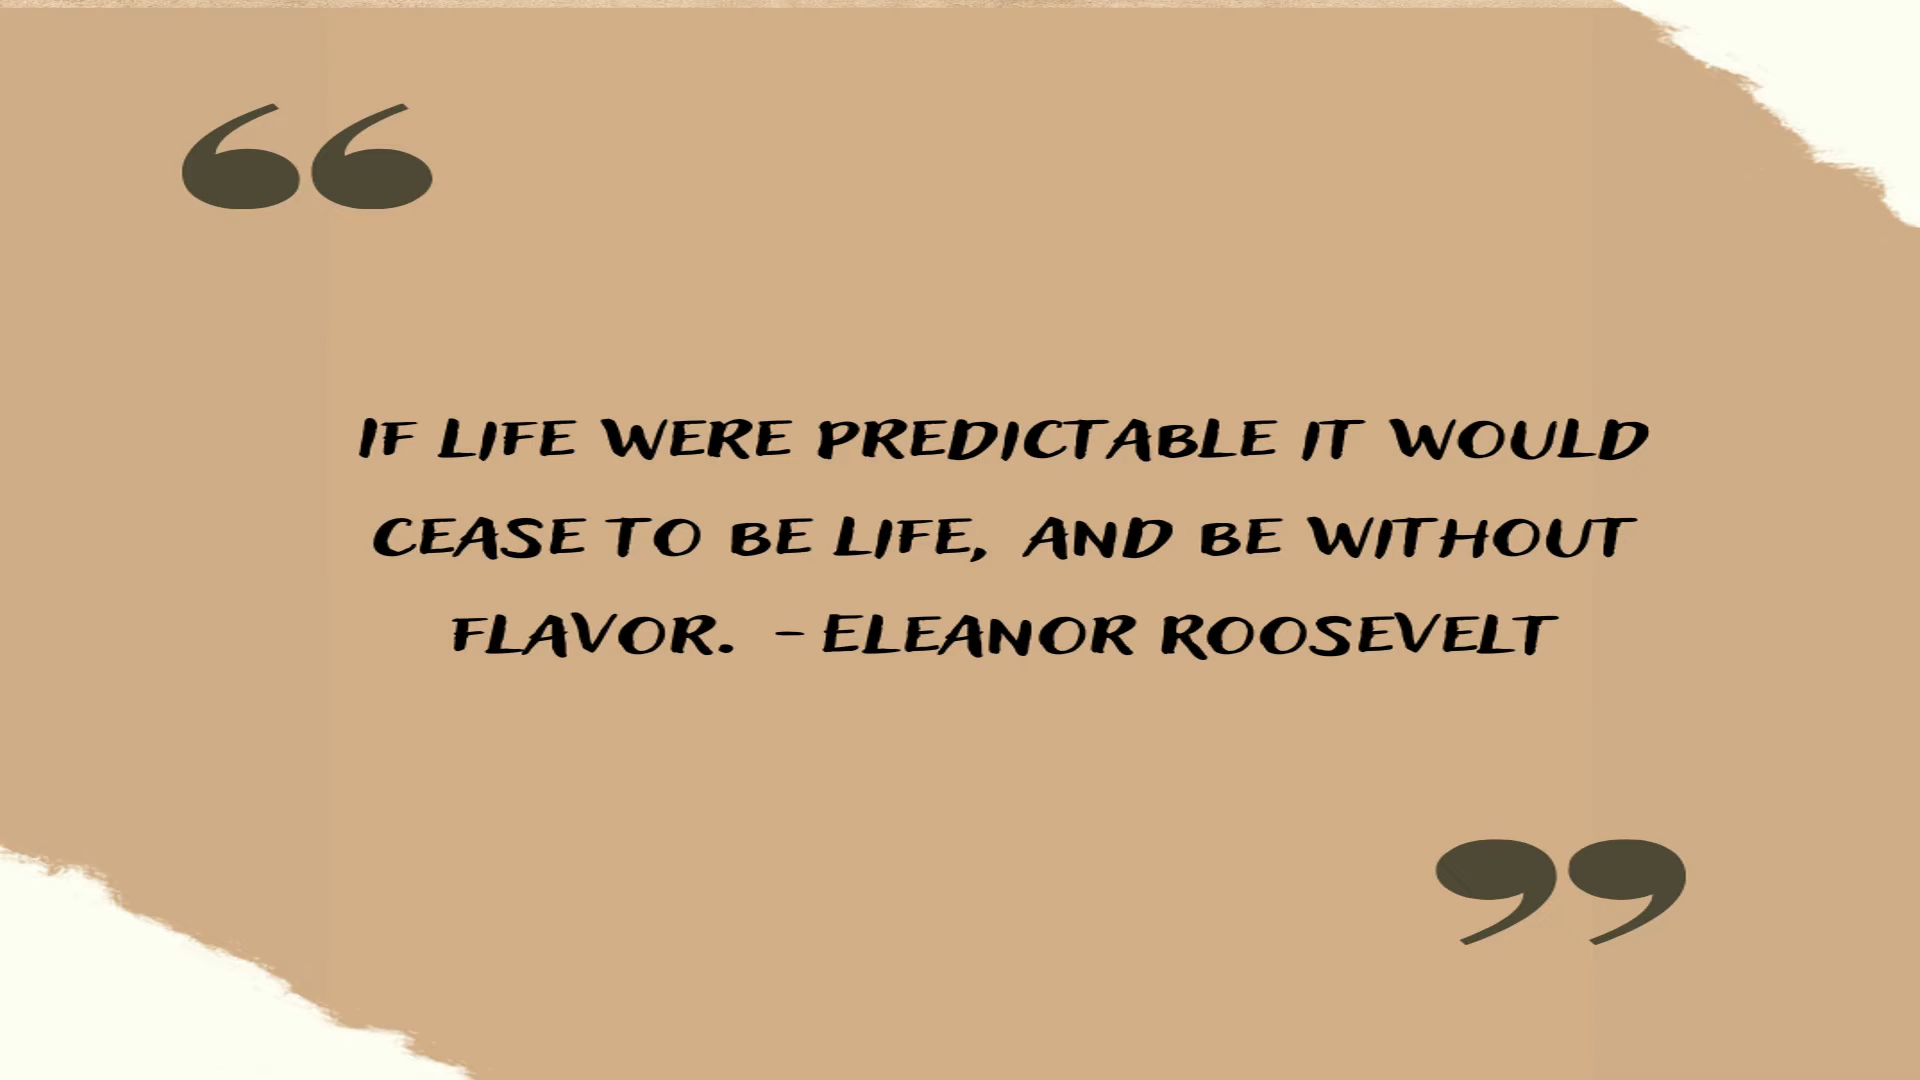 “
IF LIFE WERE PREDICTABLE IT WOULD
CEASE TO BE LIFE, AND BE WITHOUT
FLAVOR. -ELEANOR ROOSEVELT
”